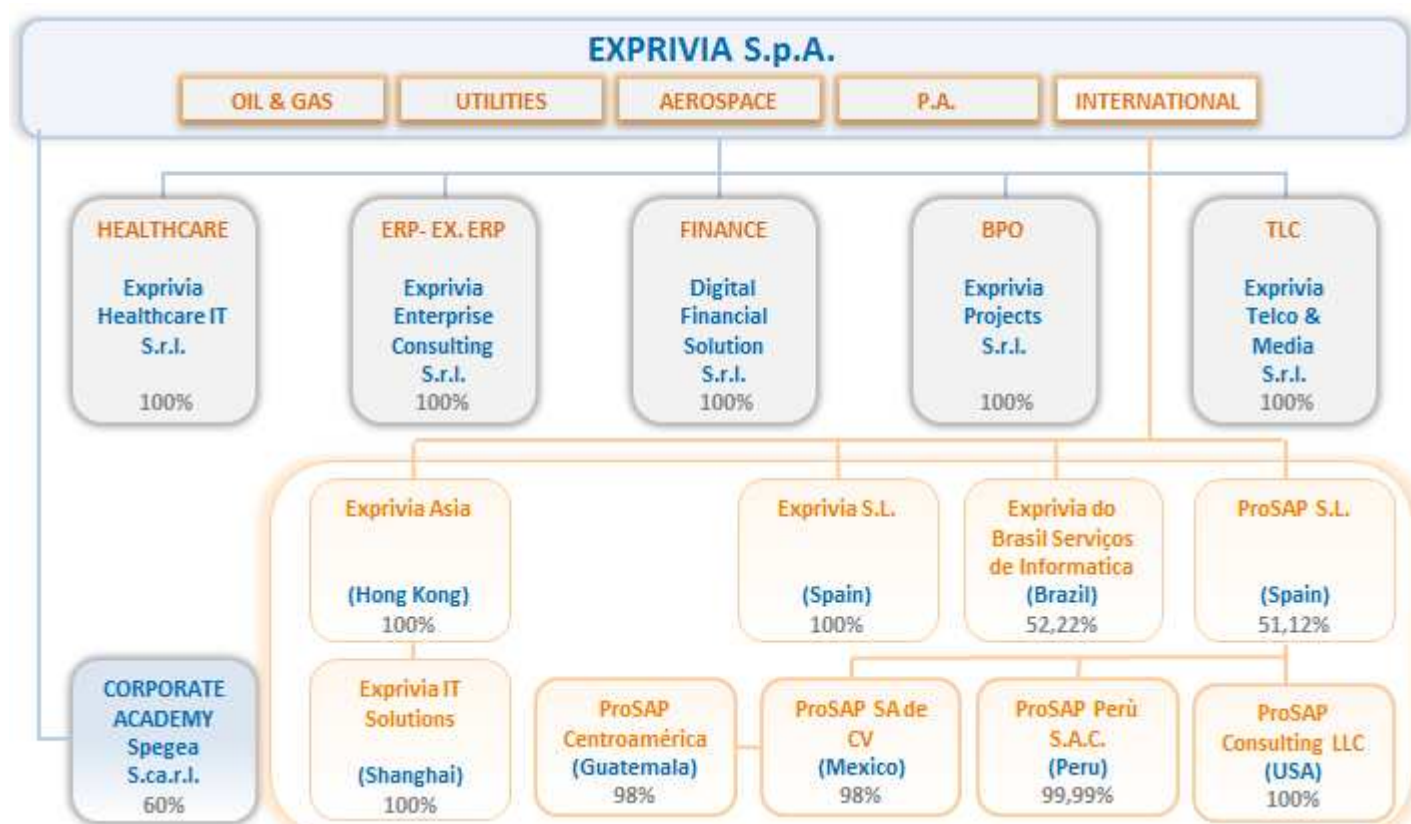 EXPRIVIA S.p.A.
OIL & GAS
UTILITIES
AEROSPACE
P.A.
INTERNATIONAL
HEALTHCARE
Exprivia
Healthcare IT
S.r.l.
100%
ERP- EX. ERP
Exprivia
Enterprise
Consulting
S.r.l.
100%
FINANCE
Digital
Financial
Solution
S.r.l.
100%
BPO
Exprivia
Projects
S.r.l.
100%
TLC
Exprivia
Telco &
Media
S.r.l.
100%
Exprivia Asia
(Hong Kong)
100%
Exprivia S.L.
(Spain)
100%
Exprivia do
Brasil Serviços
de Informatica
(Brazil)
52,22%
ProSAP S.L.
(Spain)
51,12%
CORPORATE
ACADEMY
Spegea
S.ca.r.l.
60%
Exprivia IT
Solutions
(Shanghai)
100%
ProSAP
Centroamérica
(Guatemala)
98%
ProSAP SA de
CV
(Mexico)
98%
ProSAP Perù
S.A.C.
(Peru)
99,99%
ProSAP
Consulting LLC
(USA)
100%